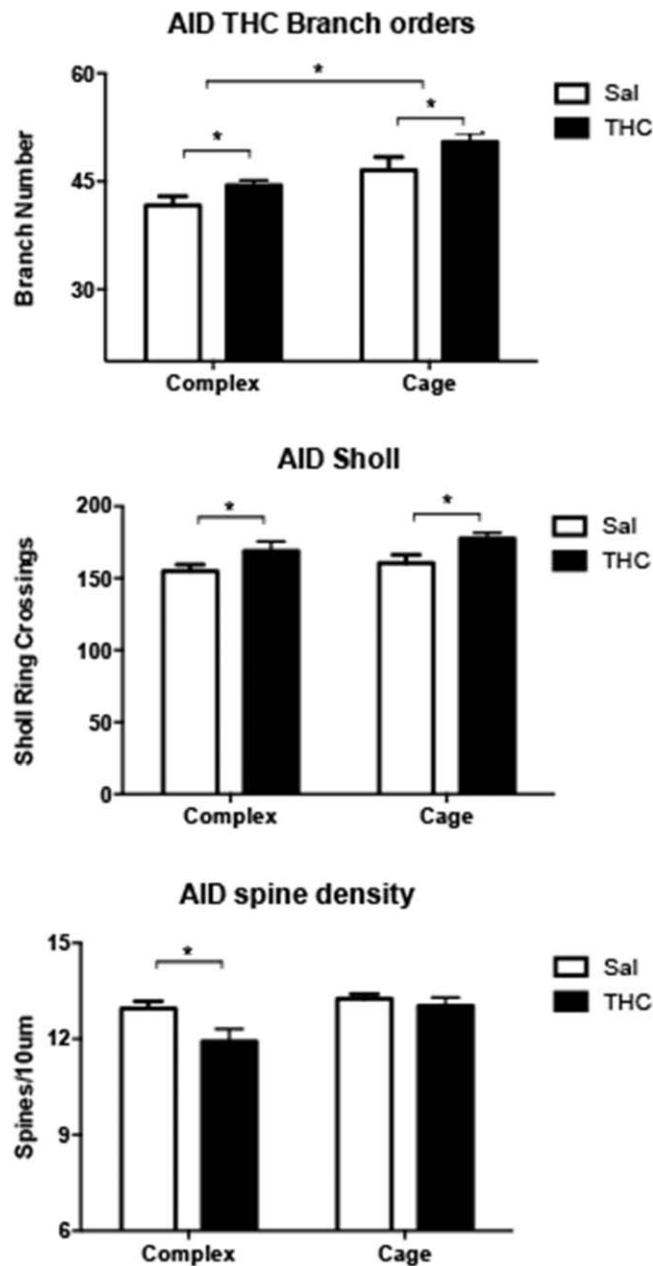 AID THC Branch orders
*
*
*
60
45
30
Branch Number
Sal
THC
Complex
Cage
AID Sholl
*
*
200
150
100
50
0
Sholl Ring Crossings
Sal
THC
Complex
Cage
AID spine density
*
15
12
9
6
Spines/10um
Sal
THC
Complex
Cage